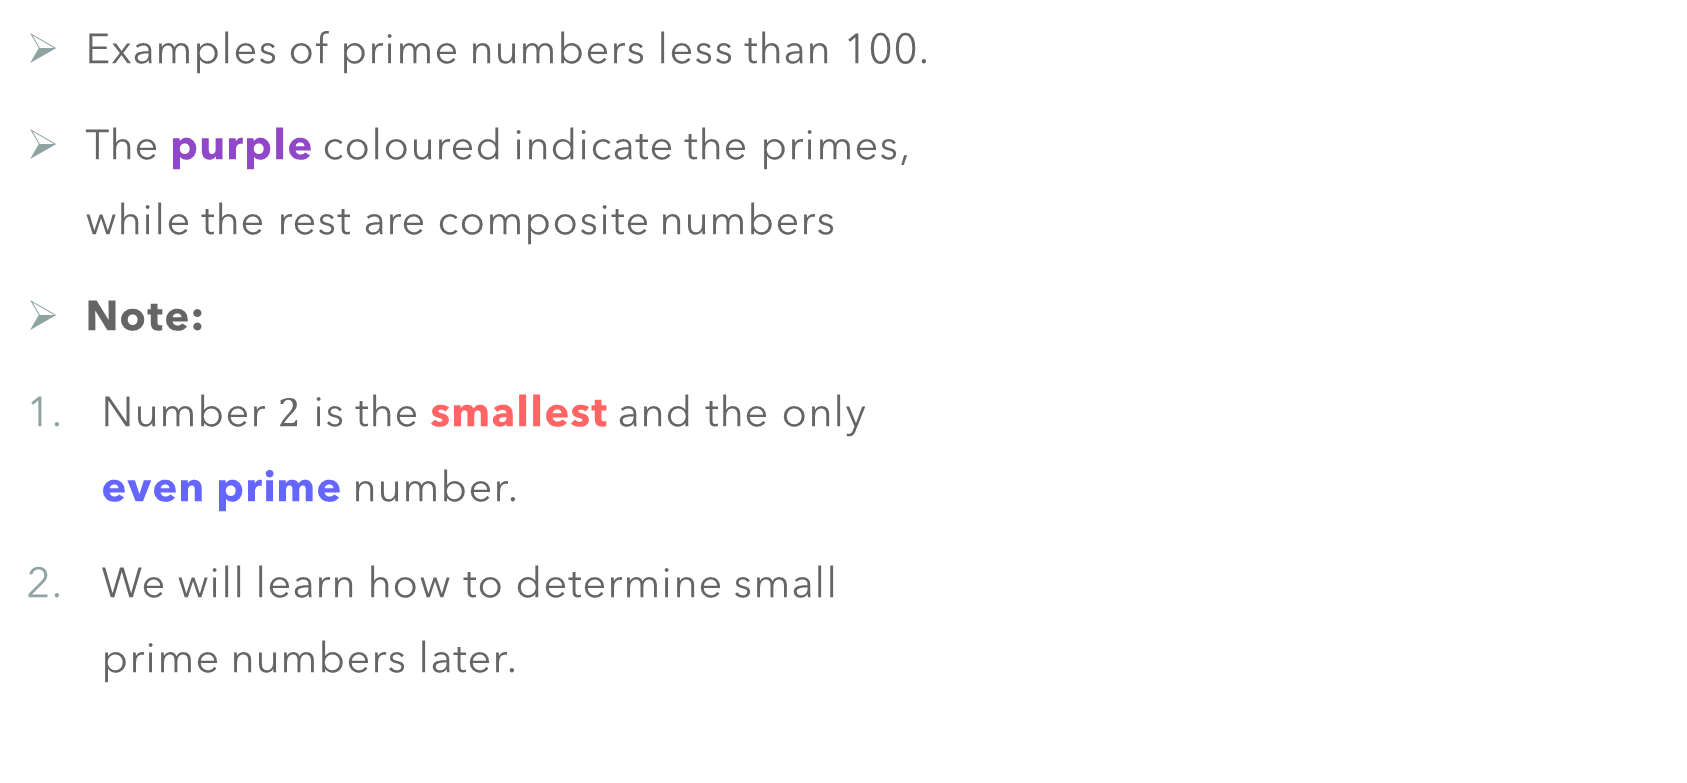 ➢ Examples of prime numbers less than 100.
➢ The purple coloured indicate the primes,
while the rest are composite numbers
➢ Note:
1. Number 2 is the smallest and the only
even prime number.
2. We will learn how to determine small
prime numbers later.